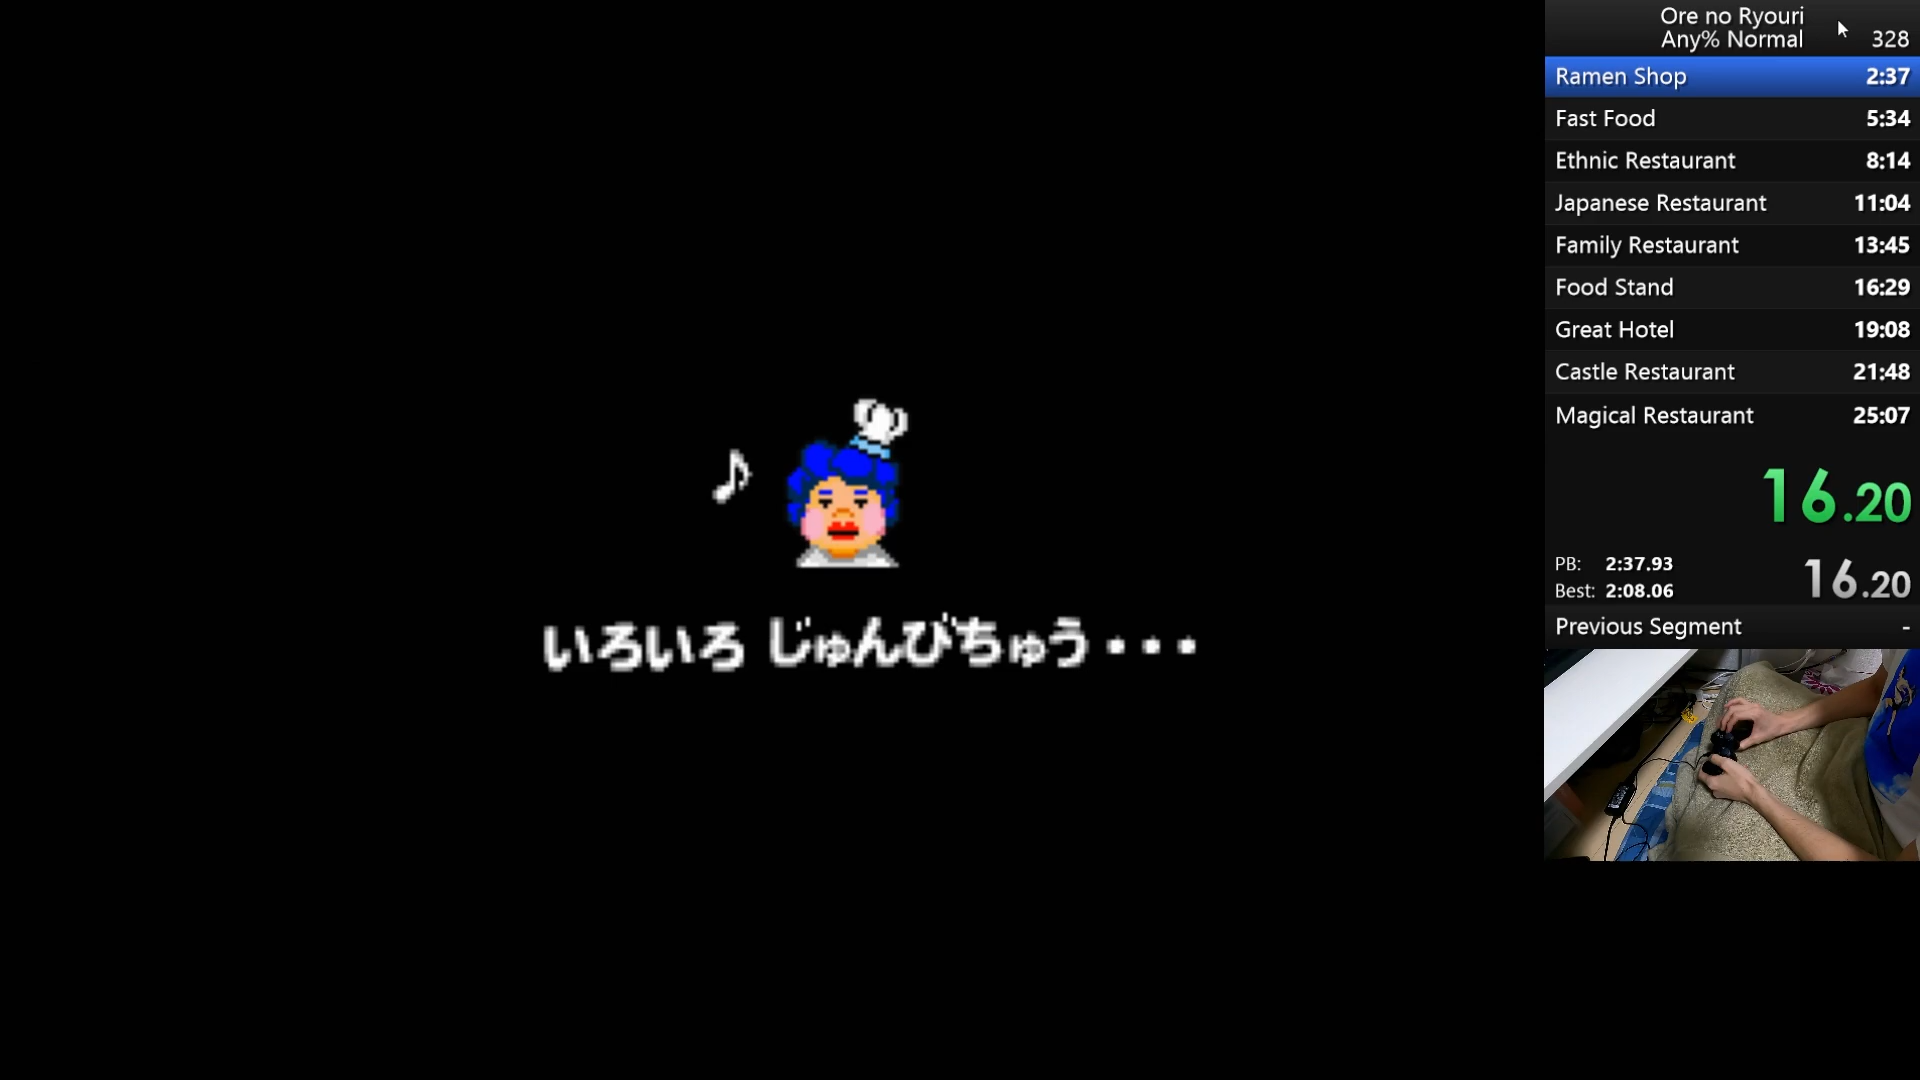 いろいろ じゅんびちゅう・・・
Ore no Ryouri
Any% Normal 328
Ramen Shop 2:37
Fast Food 5:34
Ethnic Restaurant 8:14
Japanese Restaurant 11:04
Family Restaurant 13:45
Food Stand 16:29
Great Hotel 19:08
Castle Restaurant 21:48
Magical Restaurant 25:07
16.20
PB: 2:37.93
Best: 2:08.06
16.20
Previous Segment -